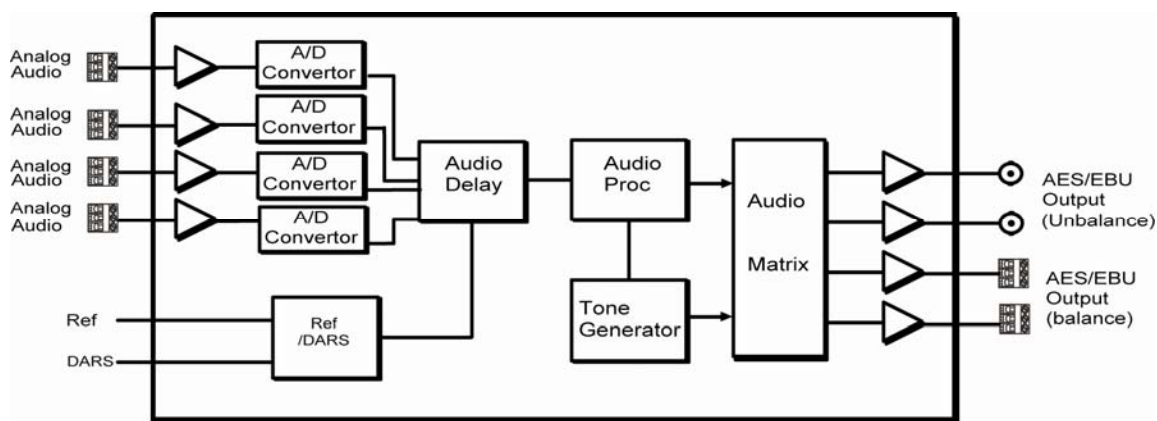 Analog
Audio
A/D
Convertor
Analog
Audio
A/D
Convertor
Analog
Audio
A/D
Convertor
Analog
Audio
A/D
Convertor
Audio
Delay
Audio
Proc
Audio
Matrix
AES/EBU
Output
(Unbalance)
Ref
DARS
Ref
/DARS
Tone
Generator
AES/EBU
Output
(balance)